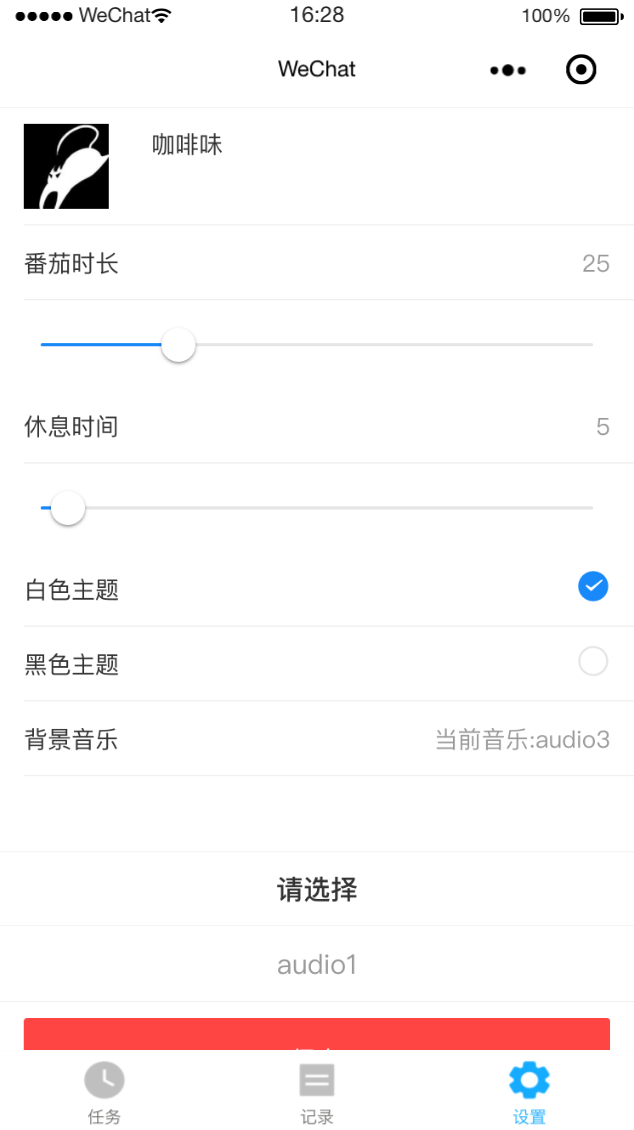 WeChat 16:28 100%
WeChat
咖啡味
番茄时长 25
休息时间 5
白色主题
黑色主题
背景音乐 当前音乐:audio3
请选择
audio1
任务 记录 设置